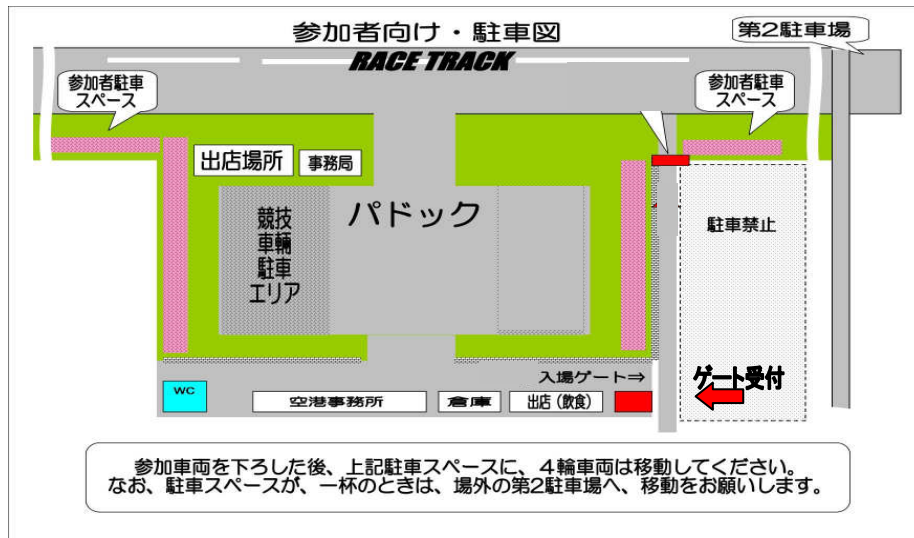 参加者向け・駐車図
第2駐車場
RACE TRACK
参加者駐車
スペース
参加者駐車
スペース
出店場所
事務局
パドック
競技
車輛
駐車
エリア
駐車禁止
入場ゲート⇒
ゲート受付
WC
空港事務所
倉庫
出店(飲食)
参加車両を下ろした後、上記駐車スペースに、４輪車両は移動してください。
なお、駐車スペースが、一杯のときは、場外の第2駐車場へ、移動をお願いします。